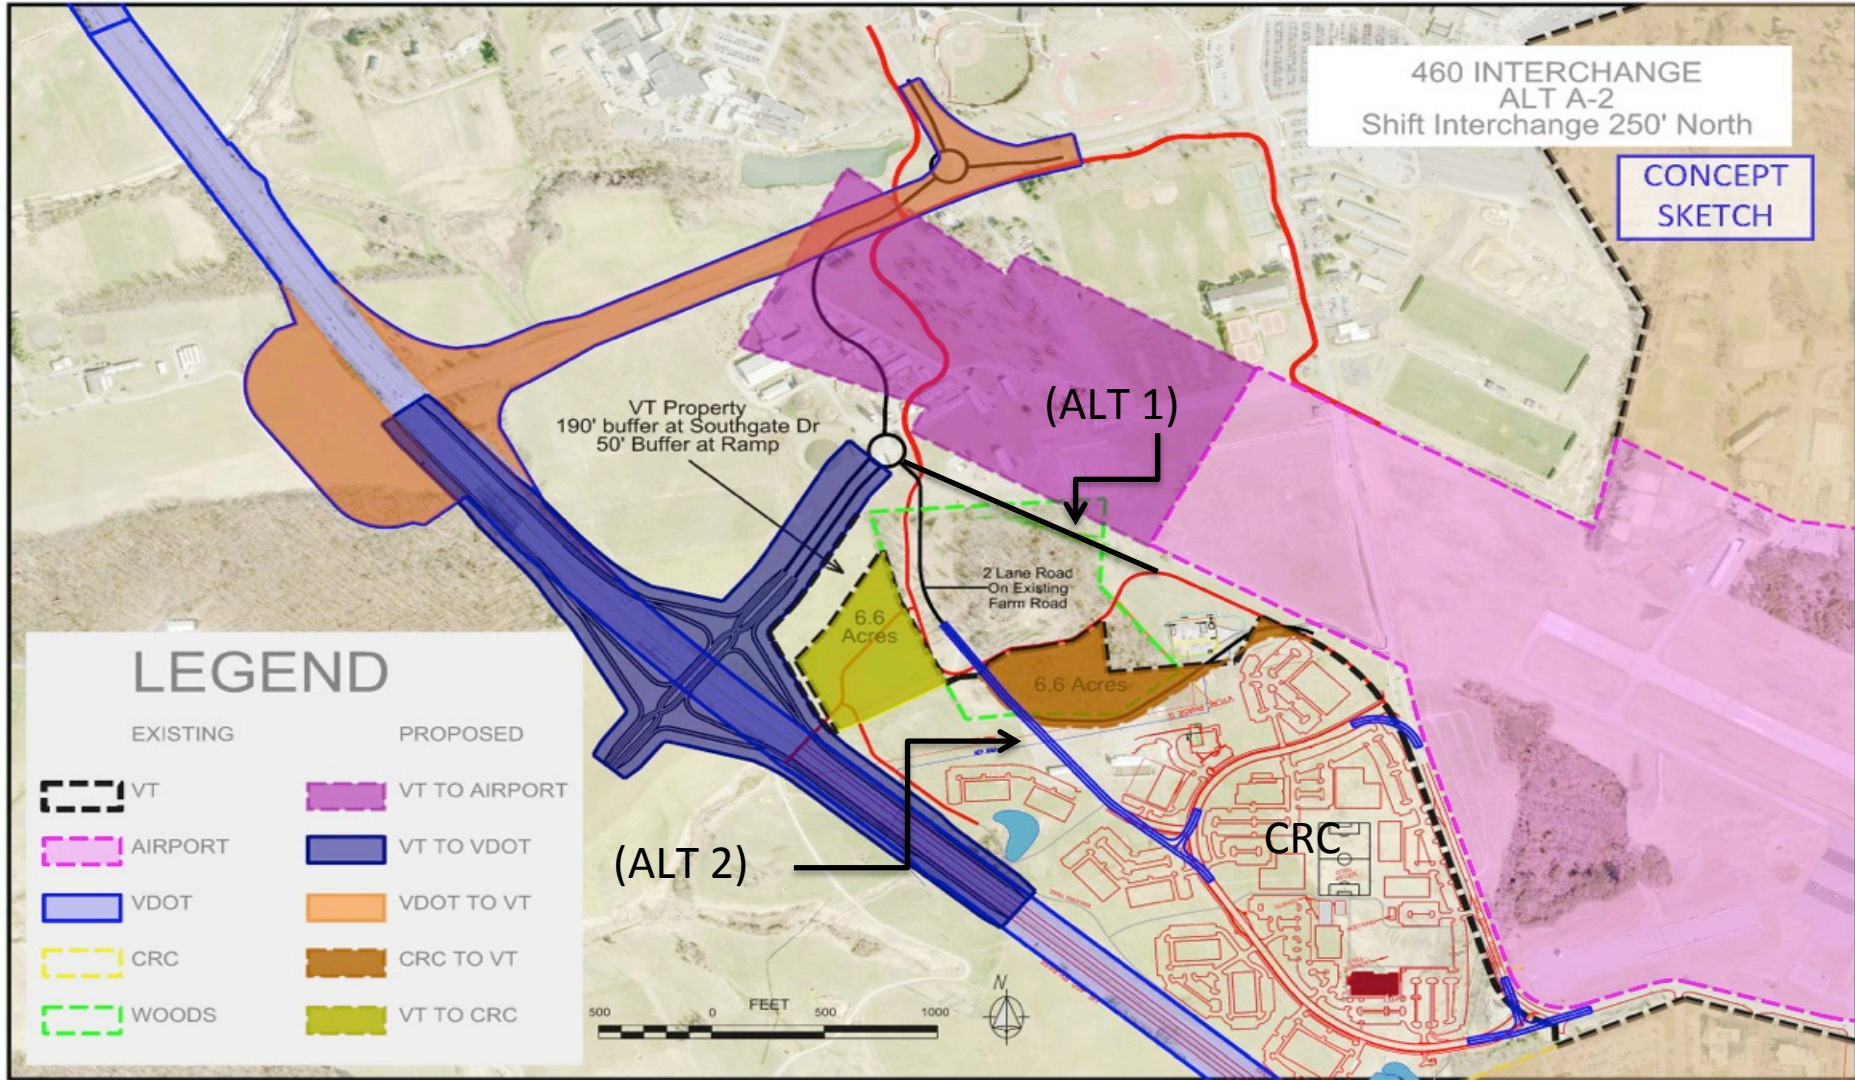 460 INTERCHANGE
ALT A-2
Shift Interchange 250' North
CONCEPT
SKETCH
(ALT 1)
VT Property
190' buffer at Southgate Dr
50' Buffer at Ramp
2 Lane Road
On Existing
Farm Road
6.6
Acres
6.6 Acres
(ALT 2)
CRC
LEGEND
EXISTING
PROPOSED
VT
VT TO AIRPORT
AIRPORT
VT TO VDOT
VDOT
VDOT TO VT
CRC
CRC TO VT
WOODS
VT TO CRC
FEET
500
0
500
1000
N